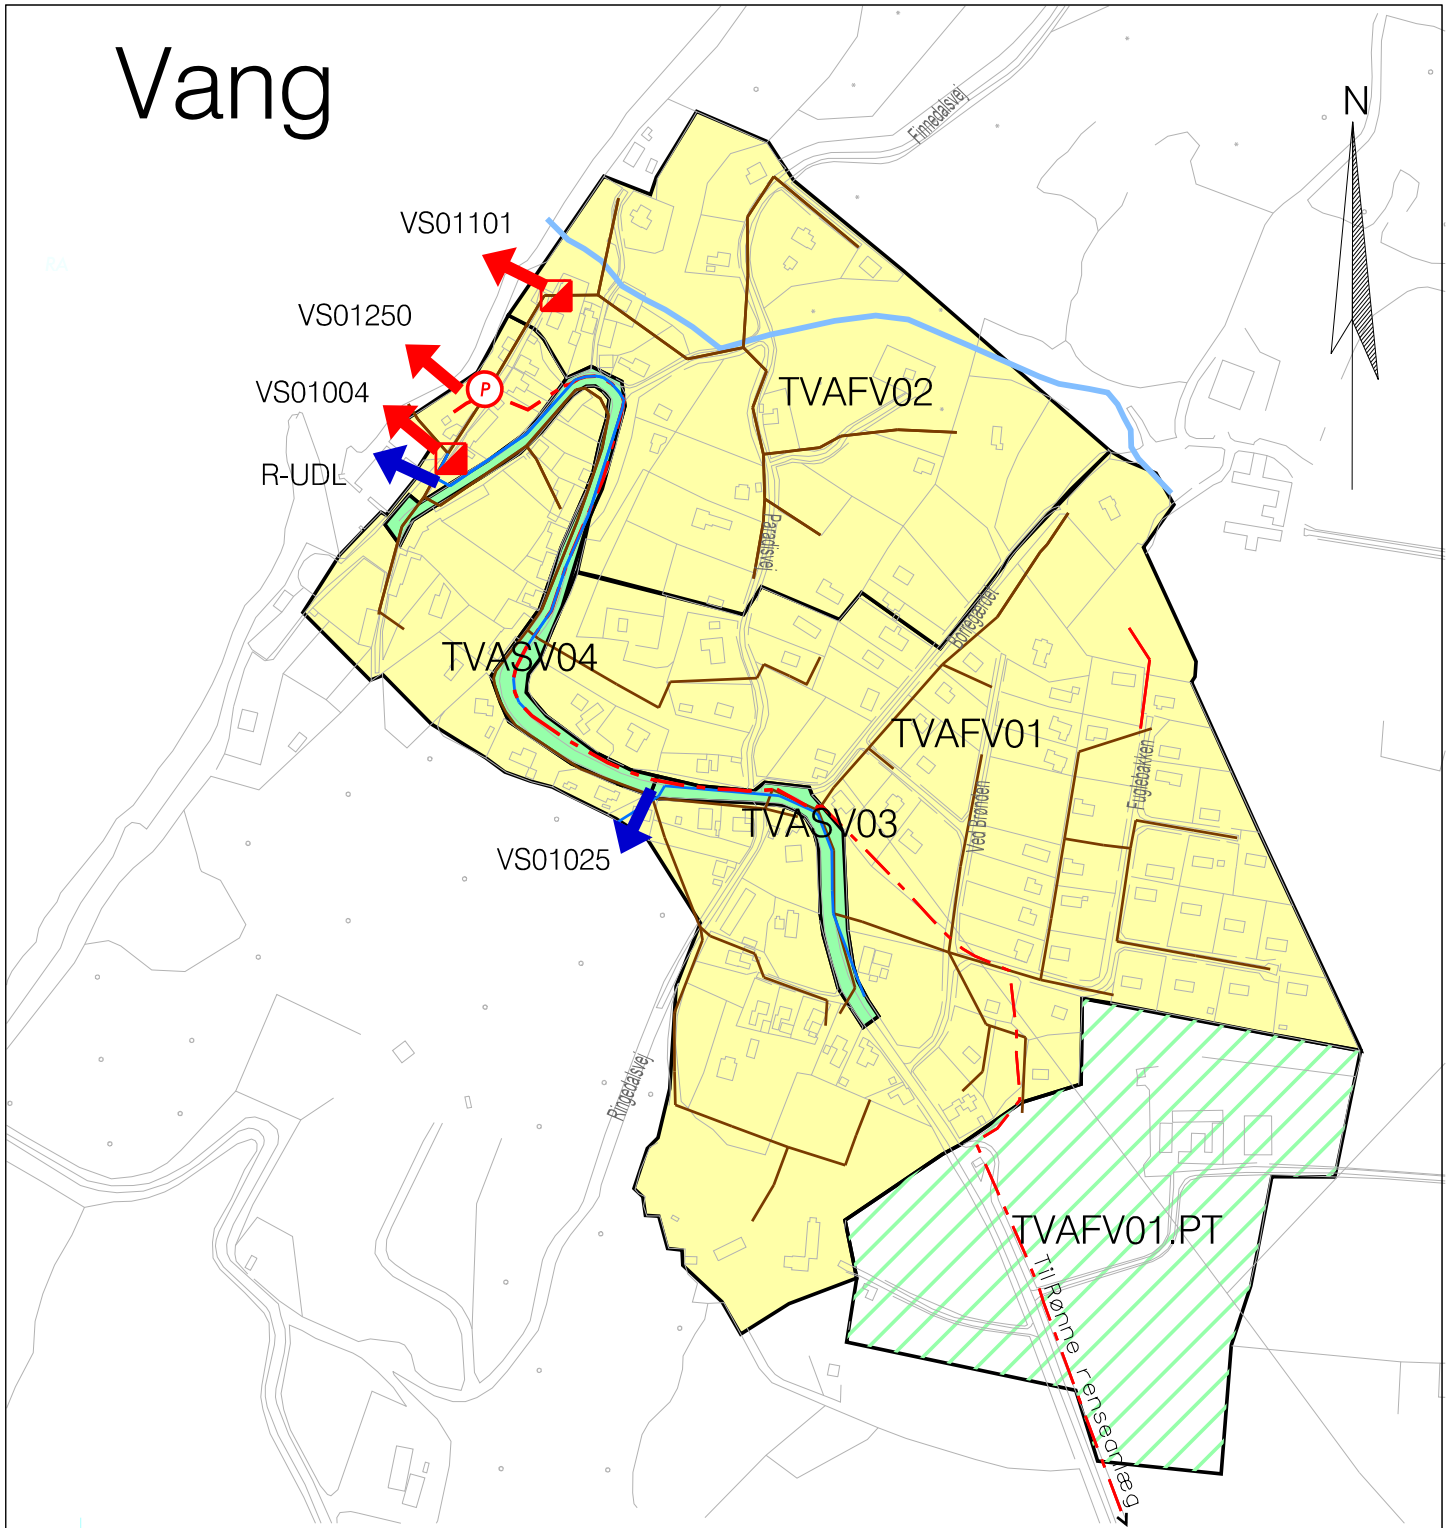 Vang
N
Finnedalsvej
VS01101
VS01250
P
VS01004
R-UDL
TVAFV02
Paradisvej
Borregærdet
TVASV04
TVAFV01
Fuglebakken
Ved Brønden
TVASV03
VS01025
Ringedalsvej
TVAFV01.PT
Til Rønne renseanlæg